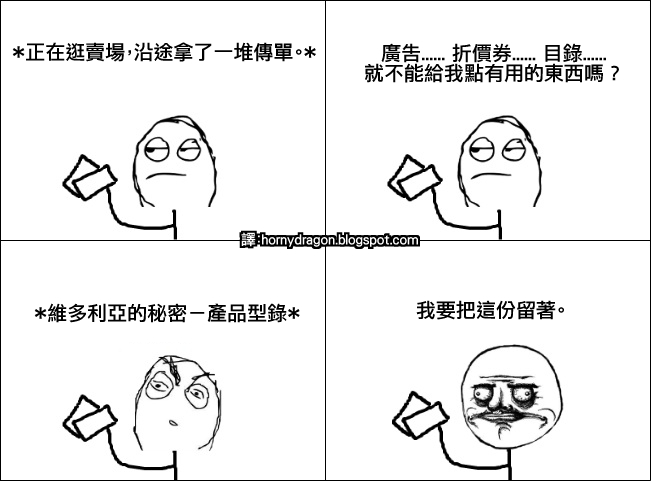 *正在逛賣場,沿途拿了一堆傳單。*
廣告...... 折價券...... 目錄......
就不能給我點有用的東西嗎?
譯:hornydragon.blogspot.com
*維多利亞的秘密－產品型錄*
我要把這份留著。